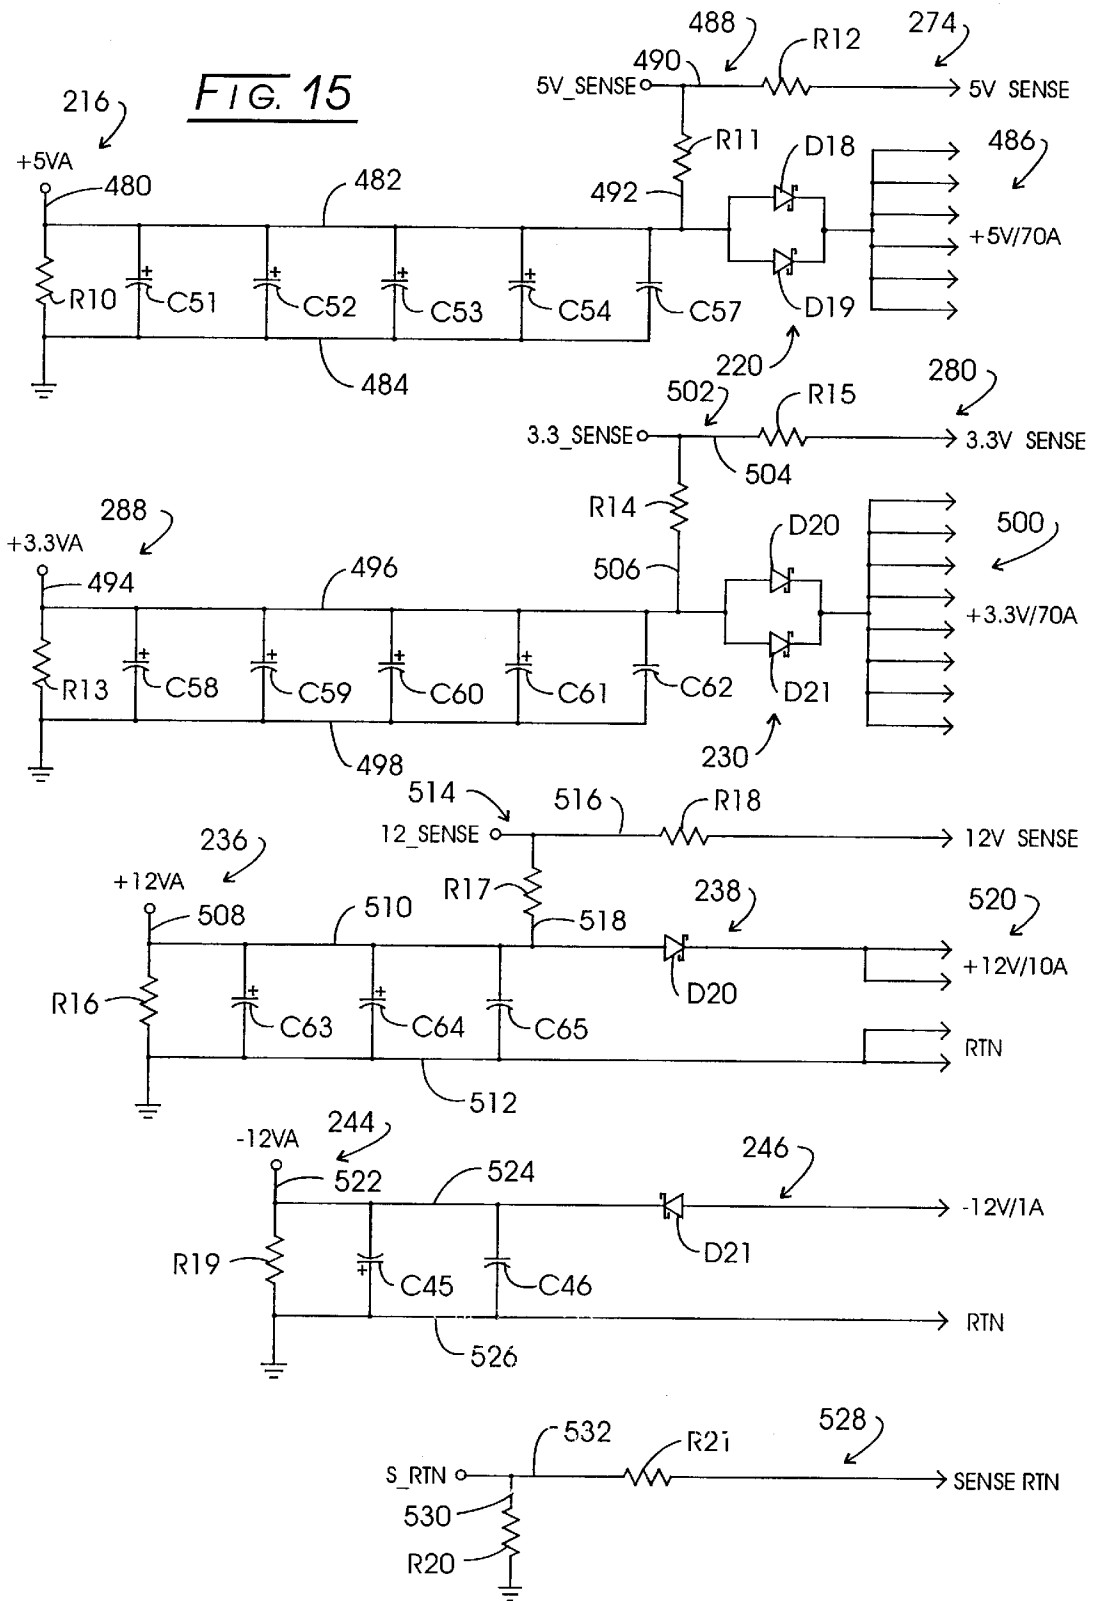 FIG. 15
488
R12
274
490
5V_SENSE
5V SENSE
216
R11
D18
486
+5VA
480
482
492
+5V/70A
R10
C51
C52
C53
C54
C57
D19
484
220
502
R15
280
3.3_SENSE
3.3V SENSE
504
288
R14
D20
500
+3.3VA
494
496
506
+3.3V/70A
R13
C58
C59
C60
C61
C62
D21
498
230
514
516
R18
12_SENSE
12V SENSE
236
+12VA
R17
238
520
508
510
518
+12V/10A
R16
C63
C64
C65
D20
RTN
512
244
-12VA
246
522
524
-12V/1A
R19
C45
C46
D21
RTN
526
532
R21
528
S_RTN
SENSE RTN
530
R20